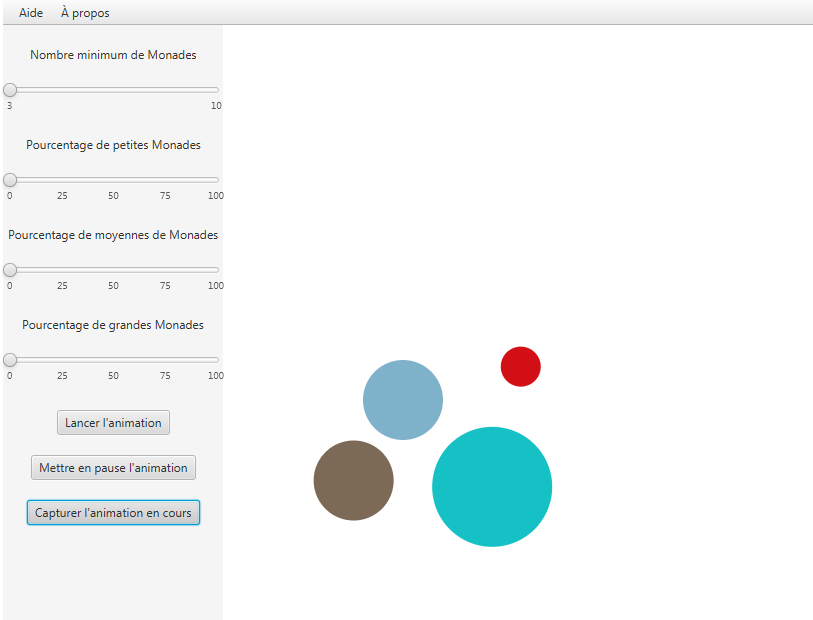 Aide À propos
Nombre minimum de Monades
3 10
Pourcentage de petites Monades
0 25 50 75 100
Pourcentage de moyennes de Monades
0 25 50 75 100
Pourcentage de grandes Monades
0 25 50 75 100
Lancer l'animation
Mettre en pause l'animation
Capturer l'animation en cours